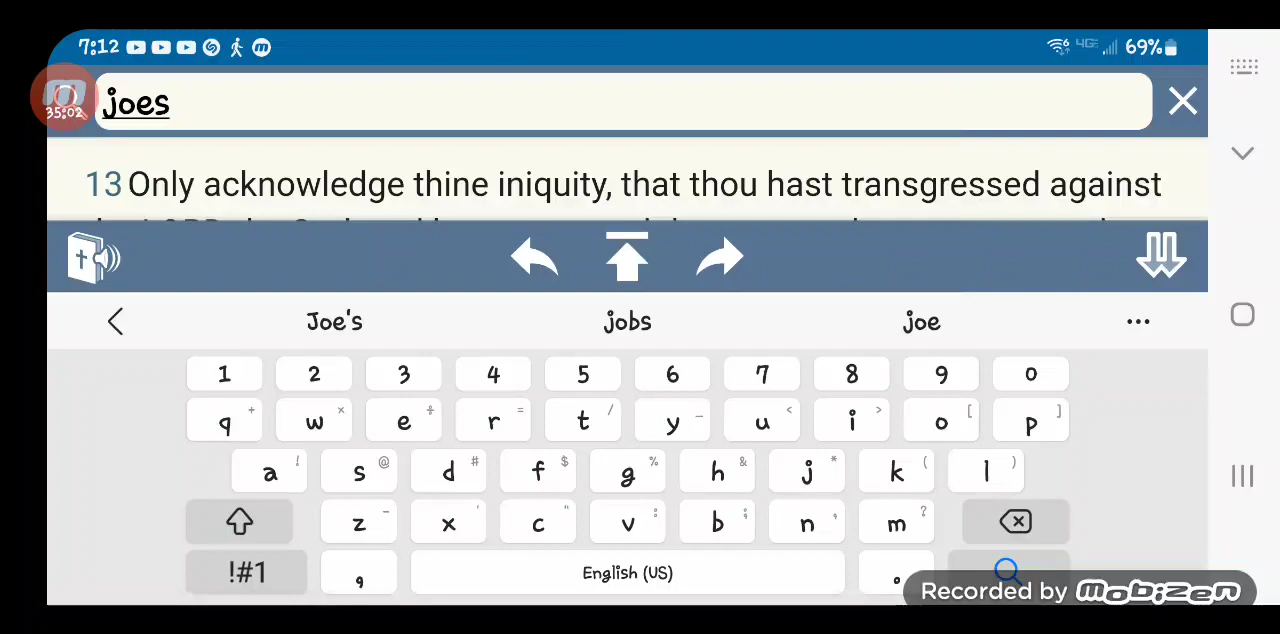 7:12 4GE 69%
joes
35:02
13 Only acknowledge thine iniquity, that thou hast transgressed against
Joe's jobs joe ...
1 2 3 4 5 6 7 8 9 0
q + w × e ÷ r = t / y _ u < i > o [ p ]
a ! s @ d # f $ g % h & j * k ( l )
z - x ' c " v : b ; n , m ?
!#1 , English (US) .
Recorded by mobizen